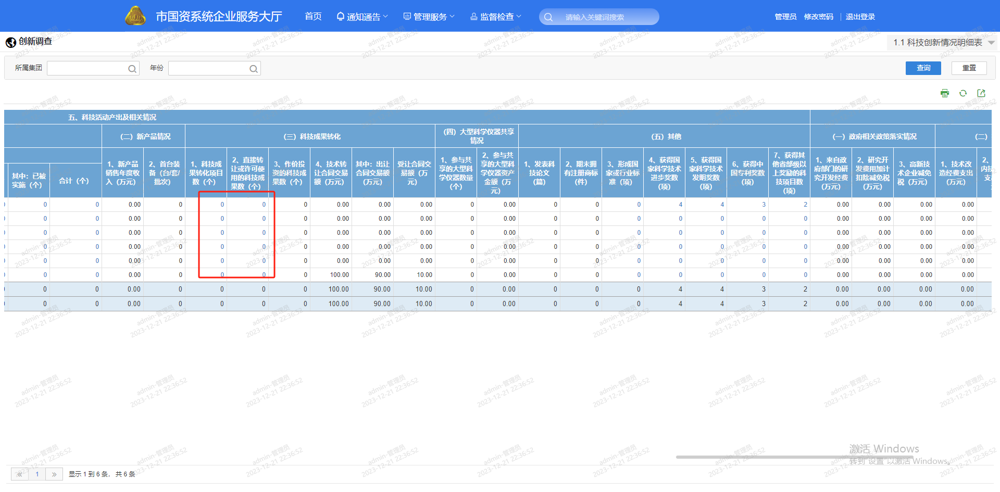 市国资系统企业服务大厅 首页 通知通告 管理服务 监督检查 请输入关键词搜索 管理员 修改密码 退出登录
创新调查 1.1 科技创新情况明细表
所属集团 年份 查询 重置
五、科技活动产出及相关情况
(二) 新产品情况 (三) 科技成果转化 (四) 大型科学仪器共享情况 (五) 其他 (一) 政府相关政策落实情况 (二)
其中: 已被实施 (个)
合计 (个)
1、新产品销售年度收入 (万元)
2、首台装备 (台/套/批次)
1、科技成果转化项目数 (个)
2、直接转让或许可使用的科技成果数 (个)
3、作价投资的科技成果数 (个)
4、技术转让合同交易额 (万元)
其中: 出让合同交易额 (万元)
受让合同交易额 (万元)
1、参与共享的大型科学仪器数量 (个)
2、参与共享的大型科学仪器资产金额 (万元)
1、发表科技论文 (篇)
2、期末拥有注册商标 (件)
3、形成国家或行业标准 (项)
4、获得国家科学技术进步奖数 (项)
5、获得国家科学技术发明奖数 (项)
6、获得中国专利奖数 (项)
7、获得其他省部级以上奖励的科技项目数 (项)
1、来自政府部门的研究开发经费 (万元)
2、研究开发费用加计扣除减免税 (万元)
3、高新技术企业减免税 (万元)
1、技术改造经费支出 (万元)
0 0 0.00 0 0 0 0 0.00 0.00 0.00 0 0.00 0 0 0 4 4 3 2 0.00 0.00 0.00 0.00
0 0 0.00 0 0 0 0 0.00 0.00 0.00 0 0.00 0 0 0 0 0 0 0 0.00 0.00 0.00 0.00
0 0 0.00 0 0 0 0 0.00 0.00 0.00 0 0.00 0 0 0 0 0 0 0 0.00 0.00 0.00 0.00
0 0 0.00 0 0 0 0 0.00 0.00 0.00 0 0.00 0 0 0 0 0 0 0 0.00 0.00 0.00 0.00
0 0 0.00 0 0 0 0 0.00 0.00 0.00 0 0.00 0 0 0 0 0 0 0 0.00 0.00 0.00 0.00
0 0 0.00 0 0 0 0 100.00 90.00 10.00 0 0.00 0 0 0 0 0 0 0 0.00 0.00 0.00 0.00
0 0 0.00 0 0 0 0 100.00 90.00 10.00 0 0.00 0 0 0 4 4 3 2 0.00 0.00 0.00 0.00
0 0 0.00 0 0 0 0 100.00 90.00 10.00 0 0.00 0 0 0 4 4 3 2 0.00 0.00 0.00 0.00
admin-管理员
2023-12-21 22:36:52
激活 Windows
转到"设置"以激活 Windows。
« 1 » 显示 1 到 6 条, 共 6 条